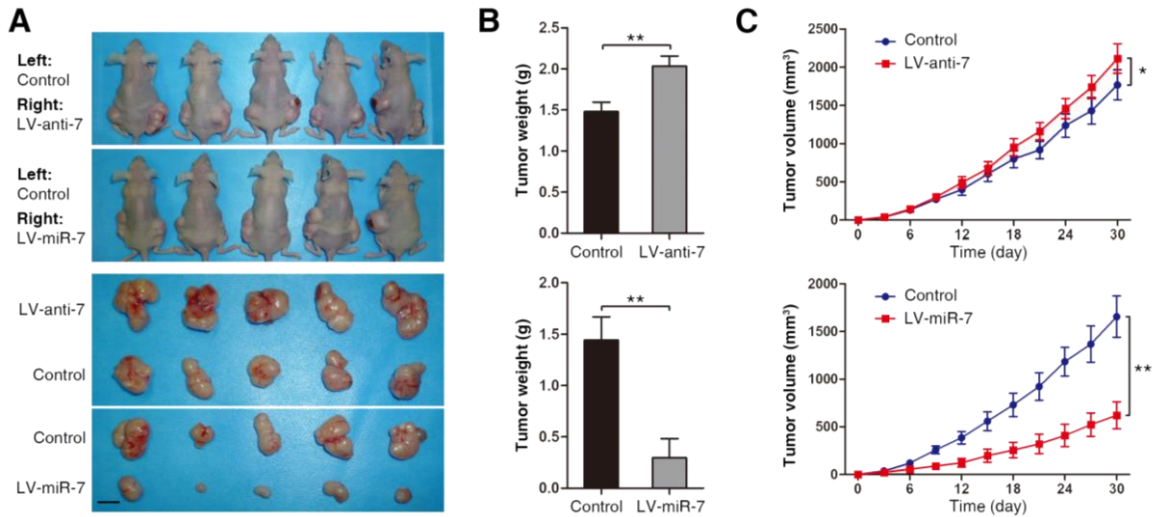 A
Left:
Control
Right:
LV-anti-7
Left:
Control
Right:
LV-miR-7
LV-anti-7
Control
Control
LV-miR-7
B
2.5
2.0
1.5
1.0
0.5
0.0
Tumor weight (g)
**
Control LV-anti-7
2.0
1.5
1.0
0.5
0.0
Tumor weight (g)
**
Control LV-miR-7
C
2500
2000
1500
1000
500
0
Tumor volume (mm³)
Control
LV-anti-7
*
0 6 12 18 24 30
Time (day)
2000
1500
1000
500
0
Tumor volume (mm³)
Control
LV-miR-7
**
0 6 12 18 24 30
Time (day)